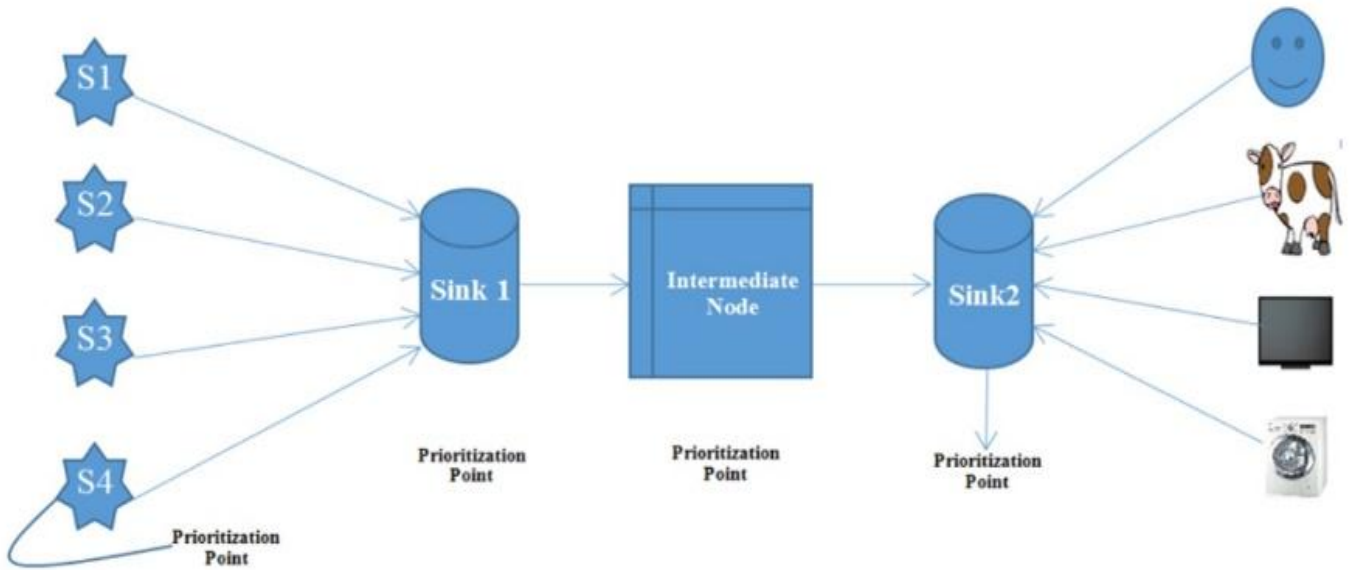 S1
S2
S3
S4
Sink 1
Intermediate
Node
Sink2
Prioritization
Point
Prioritization
Point
Prioritization
Point
Prioritization
Point